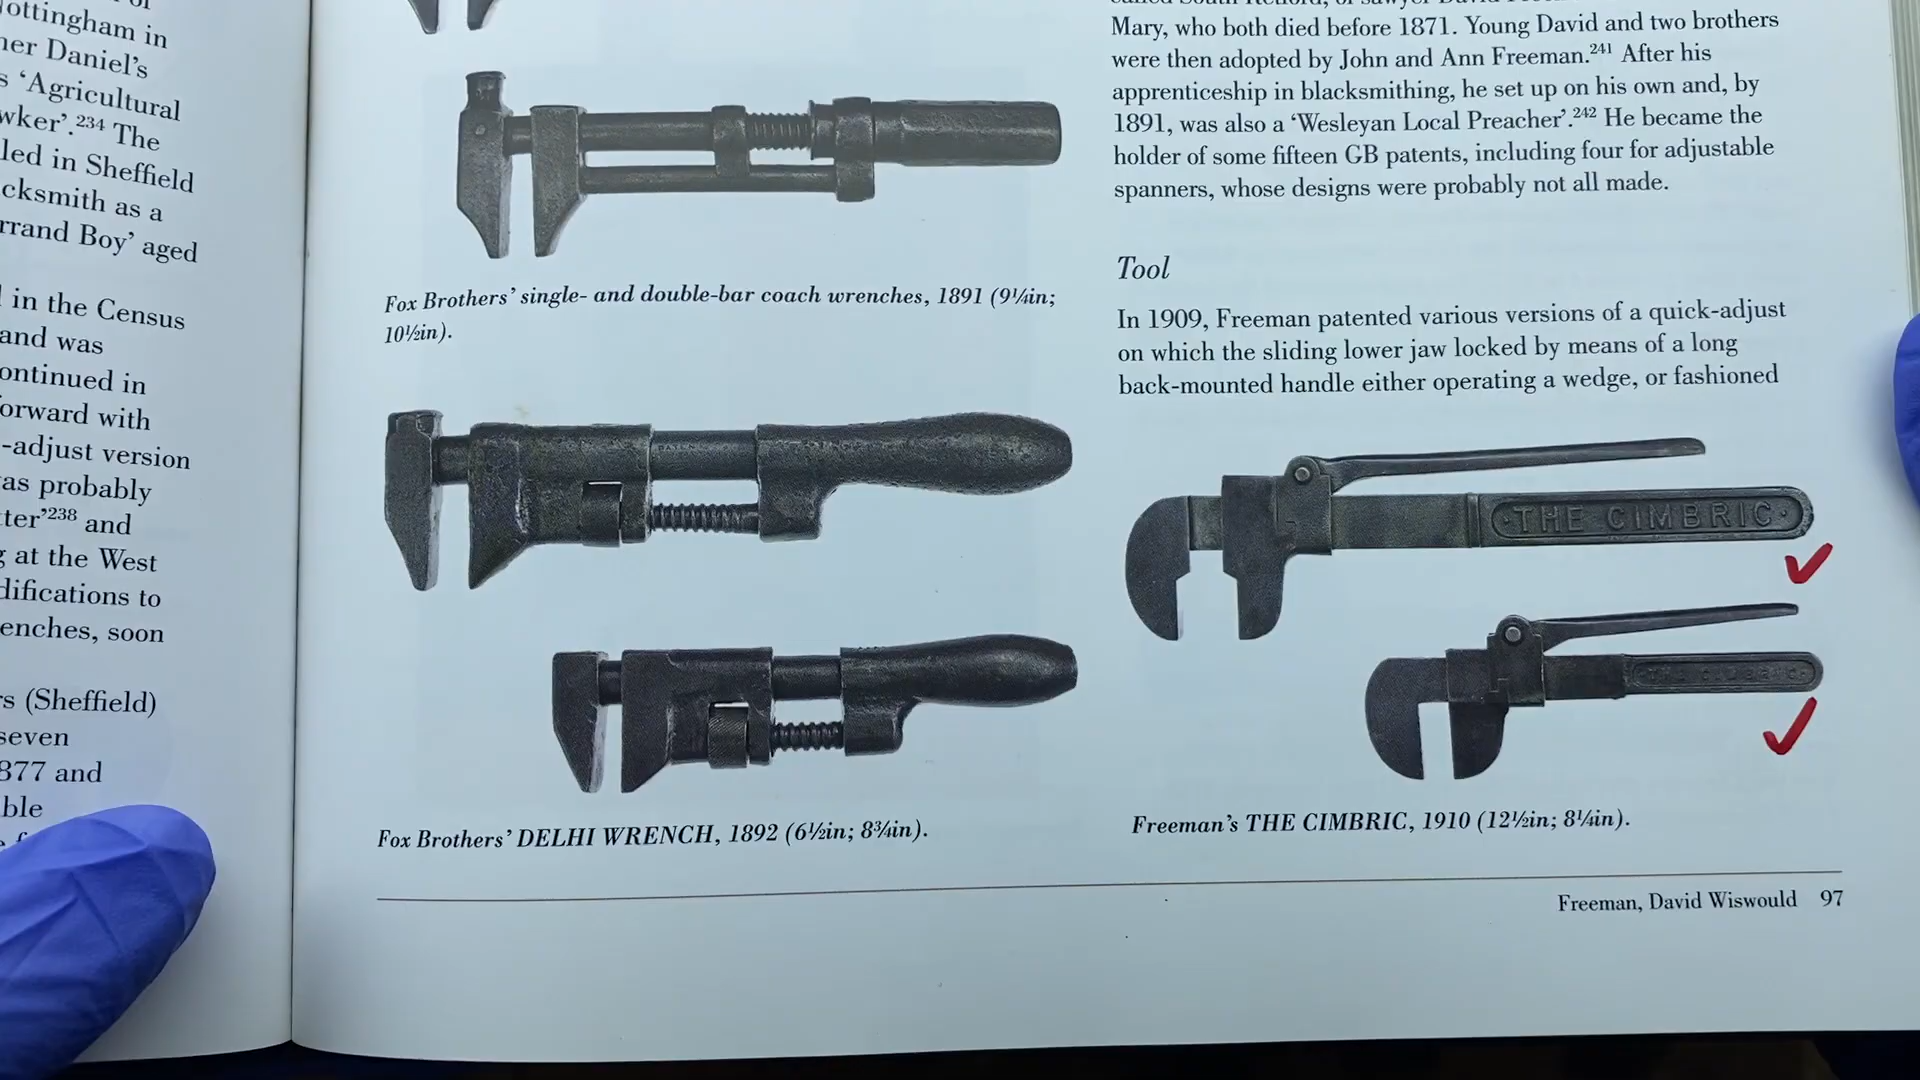 Nottingham in
her Daniel's
's 'Agricultural
wker'.²³⁴ The
led in Sheffield
cksmith as a
rrand Boy' aged
in the Census
and was
ontinued in
orward with
-adjust version
as probably
tter'²³⁸ and
g at the West
difications to
enches, soon
s (Sheffield)
seven
877 and
ble
Fox Brothers' single- and double-bar coach wrenches, 1891 (9¼in;
10½in).
Fox Brothers' DELHI WRENCH, 1892 (6½in; 8¾in).
Mary, who both died before 1871. Young David and two brothers
were then adopted by John and Ann Freeman.²⁴¹ After his
apprenticeship in blacksmithing, he set up on his own and, by
1891, was also a 'Wesleyan Local Preacher'.²⁴² He became the
holder of some fifteen GB patents, including four for adjustable
spanners, whose designs were probably not all made.
Tool
In 1909, Freeman patented various versions of a quick-adjust
on which the sliding lower jaw locked by means of a long
back-mounted handle either operating a wedge, or fashioned
THE CIMBRIC
THE CIMBRIC
Freeman's THE CIMBRIC, 1910 (12½in; 8¼in).
Freeman, David Wiswould 97